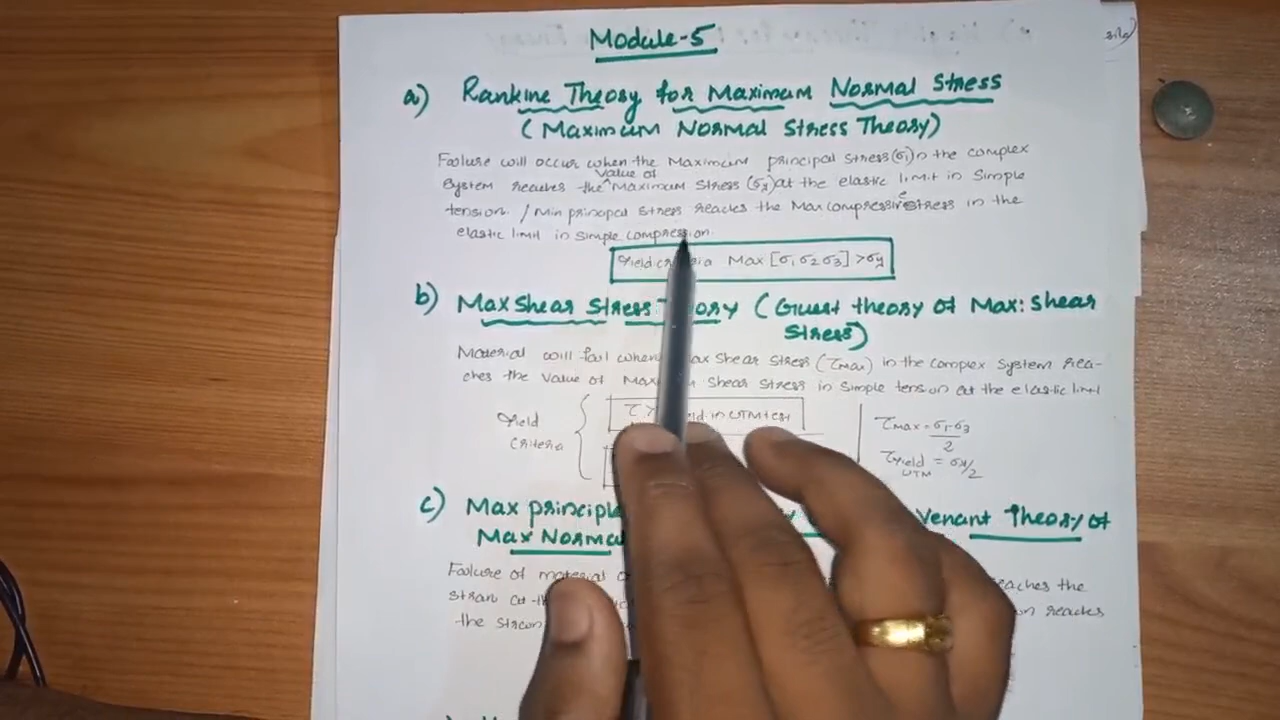 Module-5
a) Rankine Theory for Maximum Normal Stress
(Maximum Normal Stress Theory)
Failure will occur when the Maximum principal stress (σ1)n the complex
value of
system reaches the ^ Maximum stress (σy) at the elastic limit in simple
tension / Min principal stress reaches the Max compressive stress in the
elastic limit in simple compression.
Yield Max [σ1 σ2 σ3] > σy
b) Max Shear Stress Theory (Guest theory of Max: Shear
Stress)
Material will fail when Max shear stress (τmax) in the complex system rea-
ches the value of shear stress in simple tension at the elastic limit
Yield
criteria
τ > in UTM test
τmax = σ1-σ3
2
τyield = σy/2
UTM
c) Max Venant Theory of
Max Normal
Failure of material reaches the
reaches
the